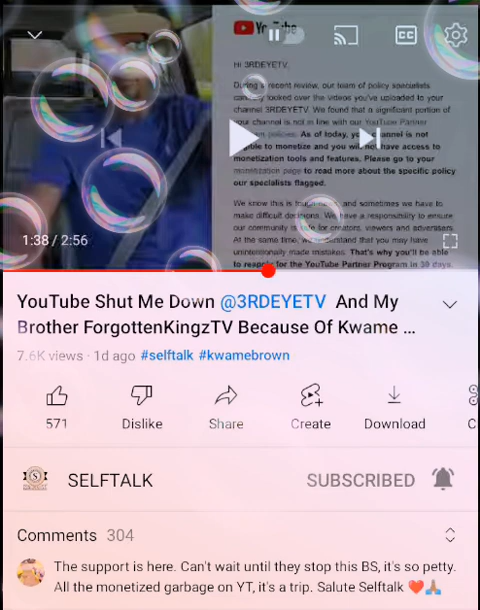 YouTube
HI 3RDEYETV,
During a recent review, our team of policy specialists
carefully looked over the videos you've uploaded to your
channel 3RDEYETV. We found that a significant portion of
your channel is not in line with our YouTube Partner
policies. As of today, your channel is not
eligible to monetize and you will not have access to
monetization tools and features. Please go to your
monetization page to read more about the specific policy
our specialists flagged.
We know this is tough news, and sometimes we have to
make difficult decisions. We have a responsibility to ensure
our community is safe for creators, viewers and advertisers.
At the same time, we understand that you may have
unintentionally made mistakes. That's why you'll be able
to reapply for the YouTube Partner Program in 30 days.
CC
1:38 / 2:56
YouTube Shut Me Down @3RDEYETV And My
Brother ForgottenKingzTV Because Of Kwame ...
7.6K views · 1d ago #selftalk #kwamebrown
571 Dislike Share Create Download C
SELFTALK SUBSCRIBED
Comments 304
The support is here. Can't wait until they stop this BS, it's so petty.
All the monetized garbage on YT, it's a trip. Salute Selftalk ❤️🙏🏽